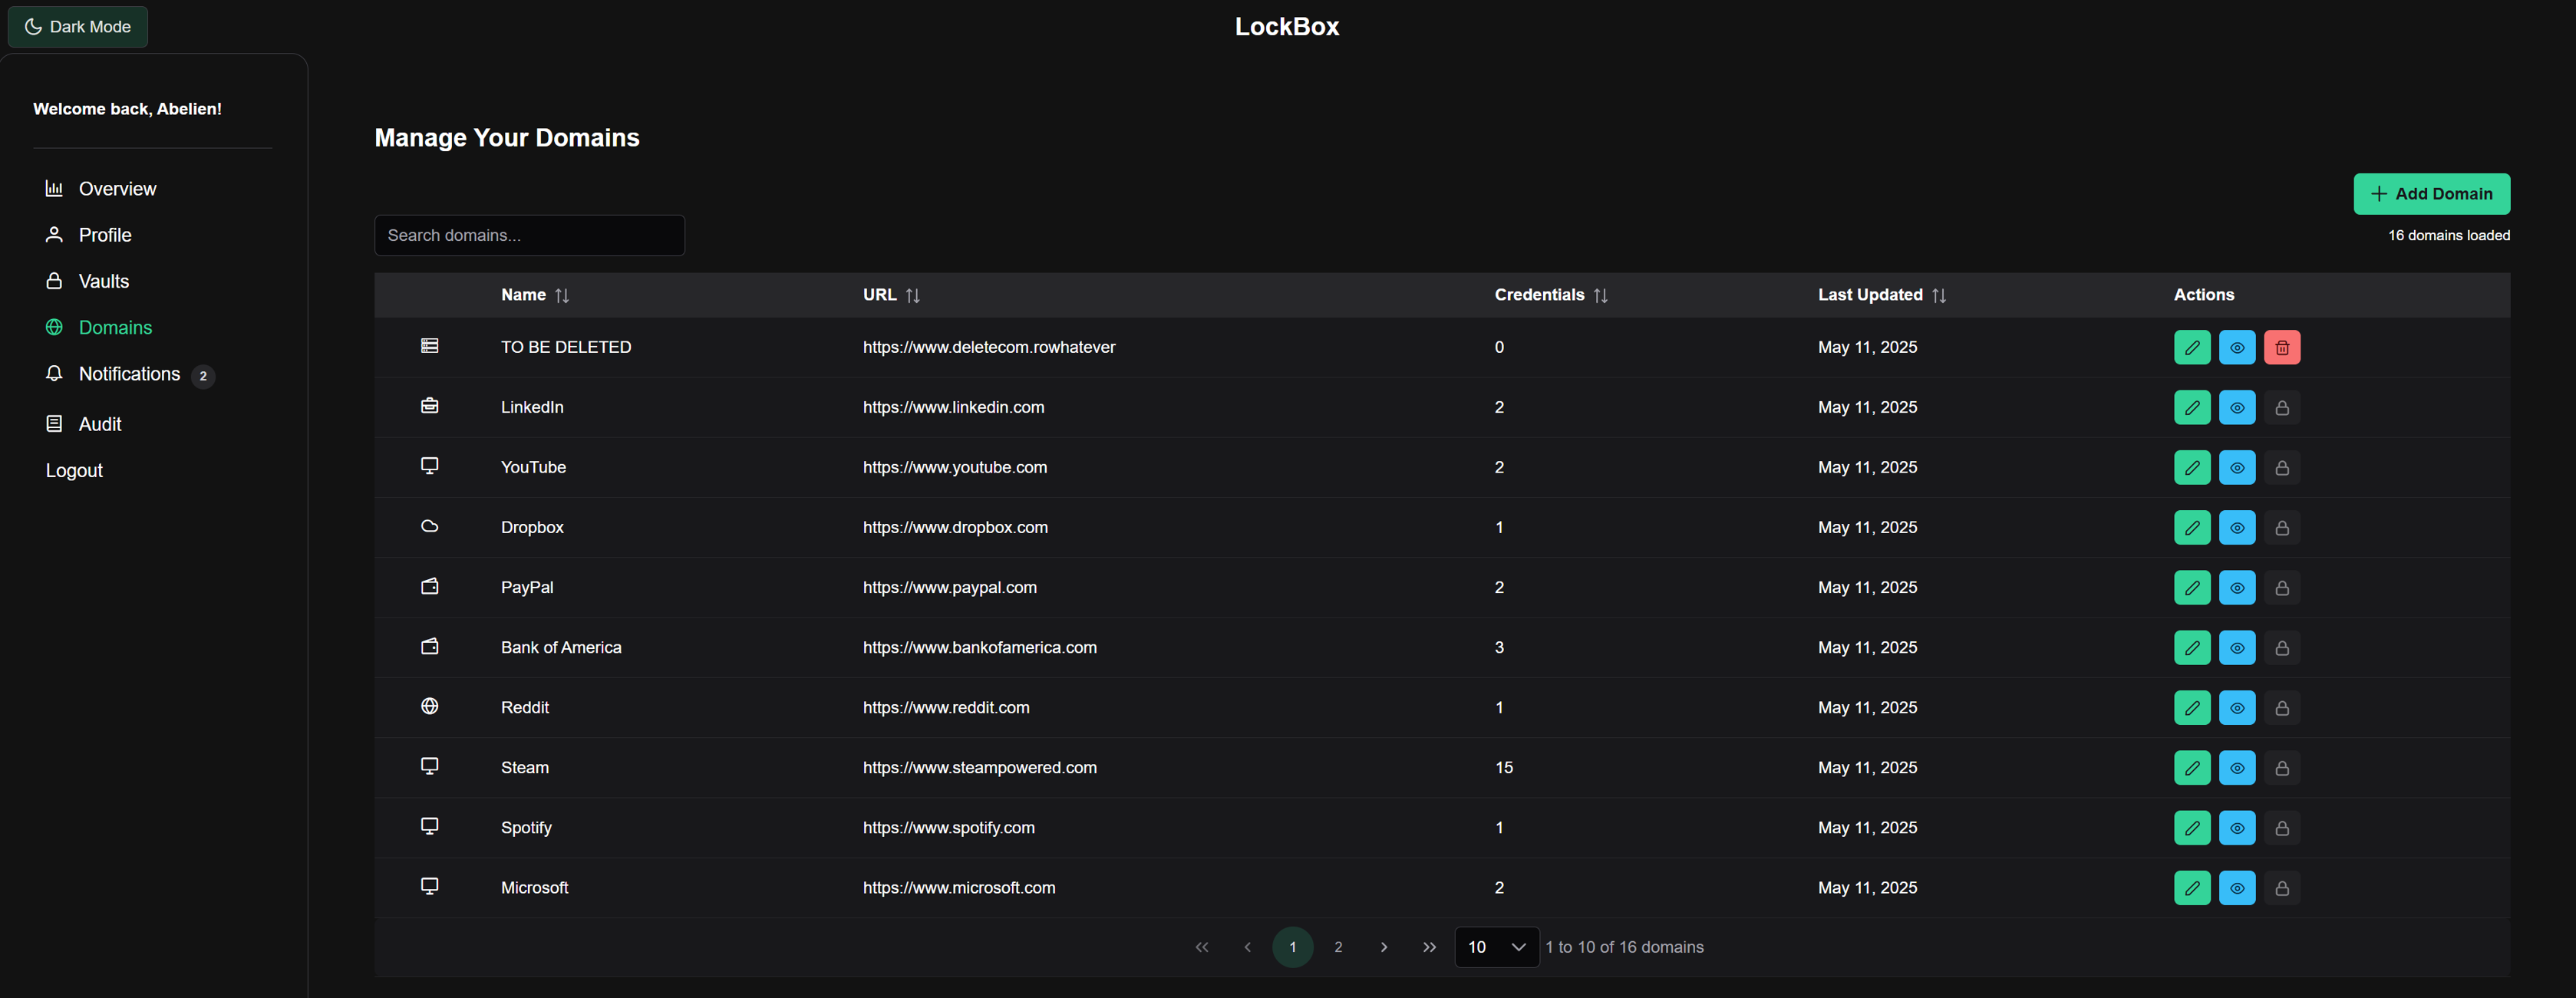 Dark Mode
LockBox
Welcome back, Abelien!
Overview
Profile
Vaults
Domains
Notifications 2
Audit
Logout
Manage Your Domains
Add Domain
Search domains...
16 domains loaded
Name URL Credentials Last Updated Actions
TO BE DELETED https://www.deletecom.rowhatever 0 May 11, 2025
LinkedIn https://www.linkedin.com 2 May 11, 2025
YouTube https://www.youtube.com 2 May 11, 2025
Dropbox https://www.dropbox.com 1 May 11, 2025
PayPal https://www.paypal.com 2 May 11, 2025
Bank of America https://www.bankofamerica.com 3 May 11, 2025
Reddit https://www.reddit.com 1 May 11, 2025
Steam https://www.steampowered.com 15 May 11, 2025
Spotify https://www.spotify.com 1 May 11, 2025
Microsoft https://www.microsoft.com 2 May 11, 2025
1 2 10 1 to 10 of 16 domains